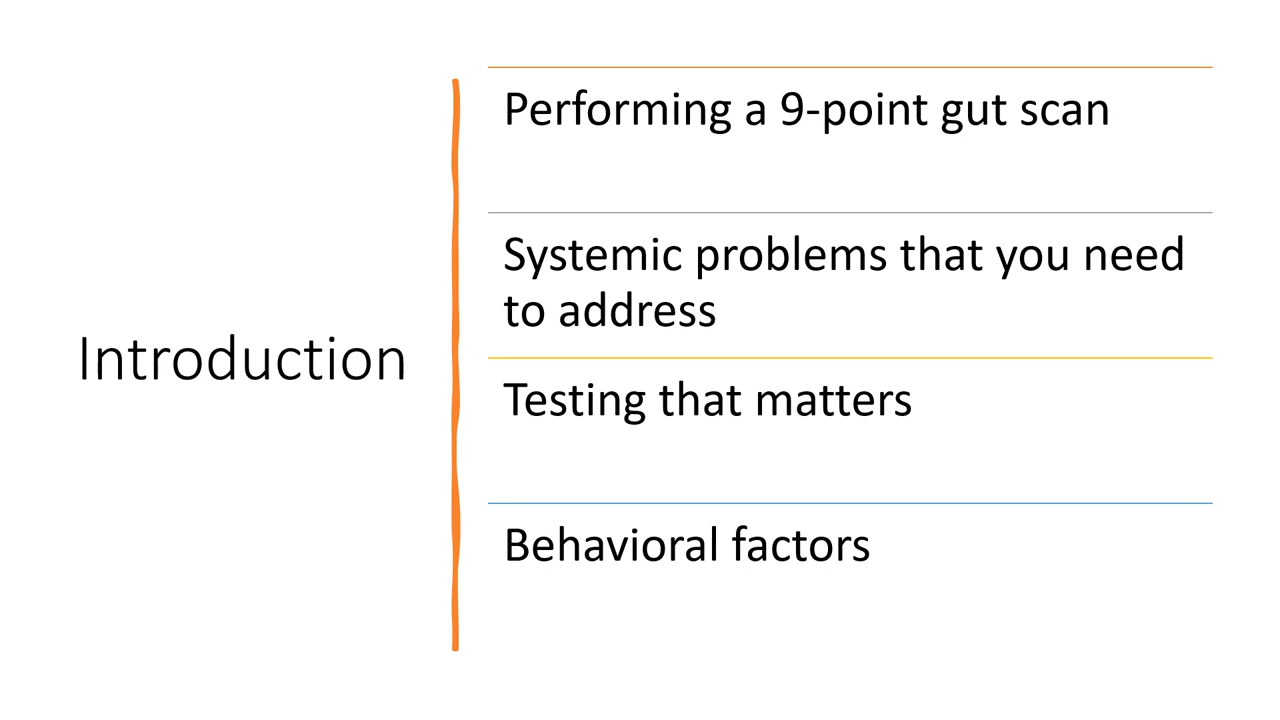 Introduction
Performing a 9-point gut scan
Systemic problems that you need
to address
Testing that matters
Behavioral factors